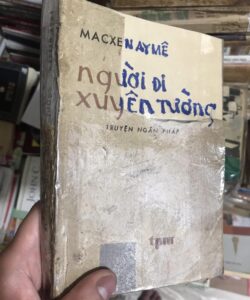 MACXEN AYMÊ
người đi
xuyên tường
TRUYỆN NGẮN PHÁP